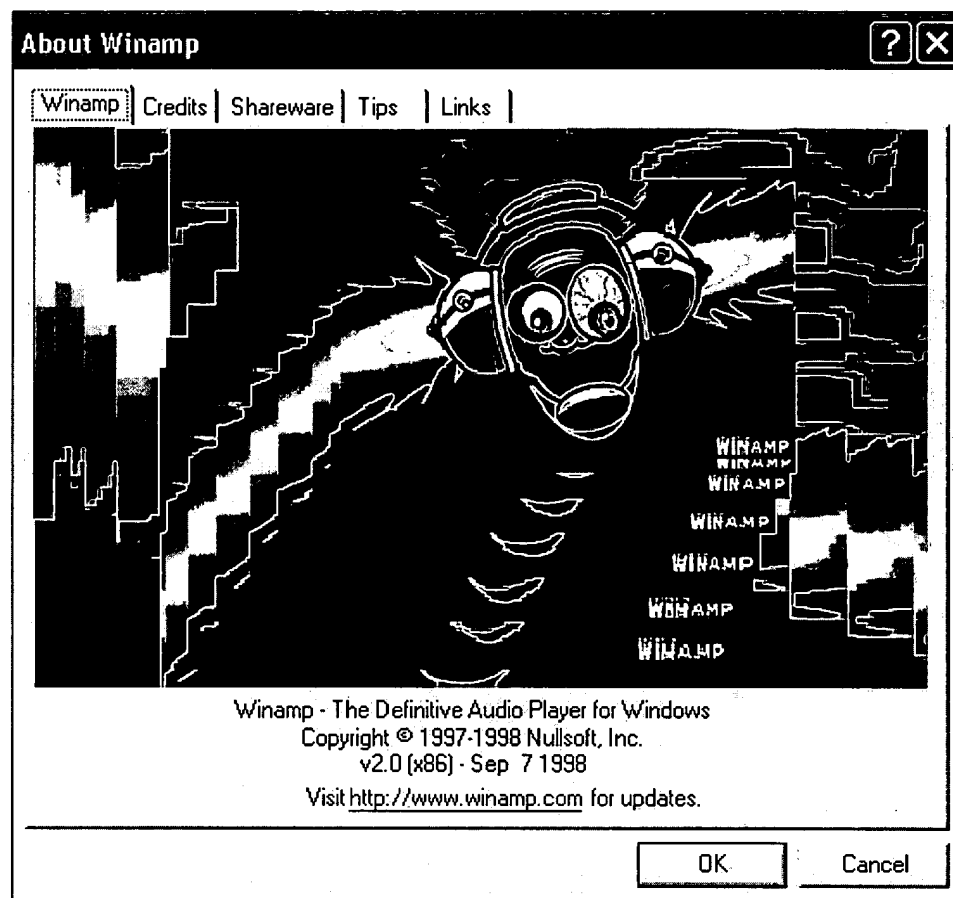 About Winamp
Winamp Credits Shareware Tips Links
WINAMP
WINAMP
WINAMP
WINAMP
WINAMP
WINAMP
WINAMP
Winamp - The Definitive Audio Player for Windows
Copyright © 1997-1998 Nullsoft, Inc.
v2.0 (x86) - Sep 7 1998
Visit http://www.winamp.com for updates.
OK Cancel